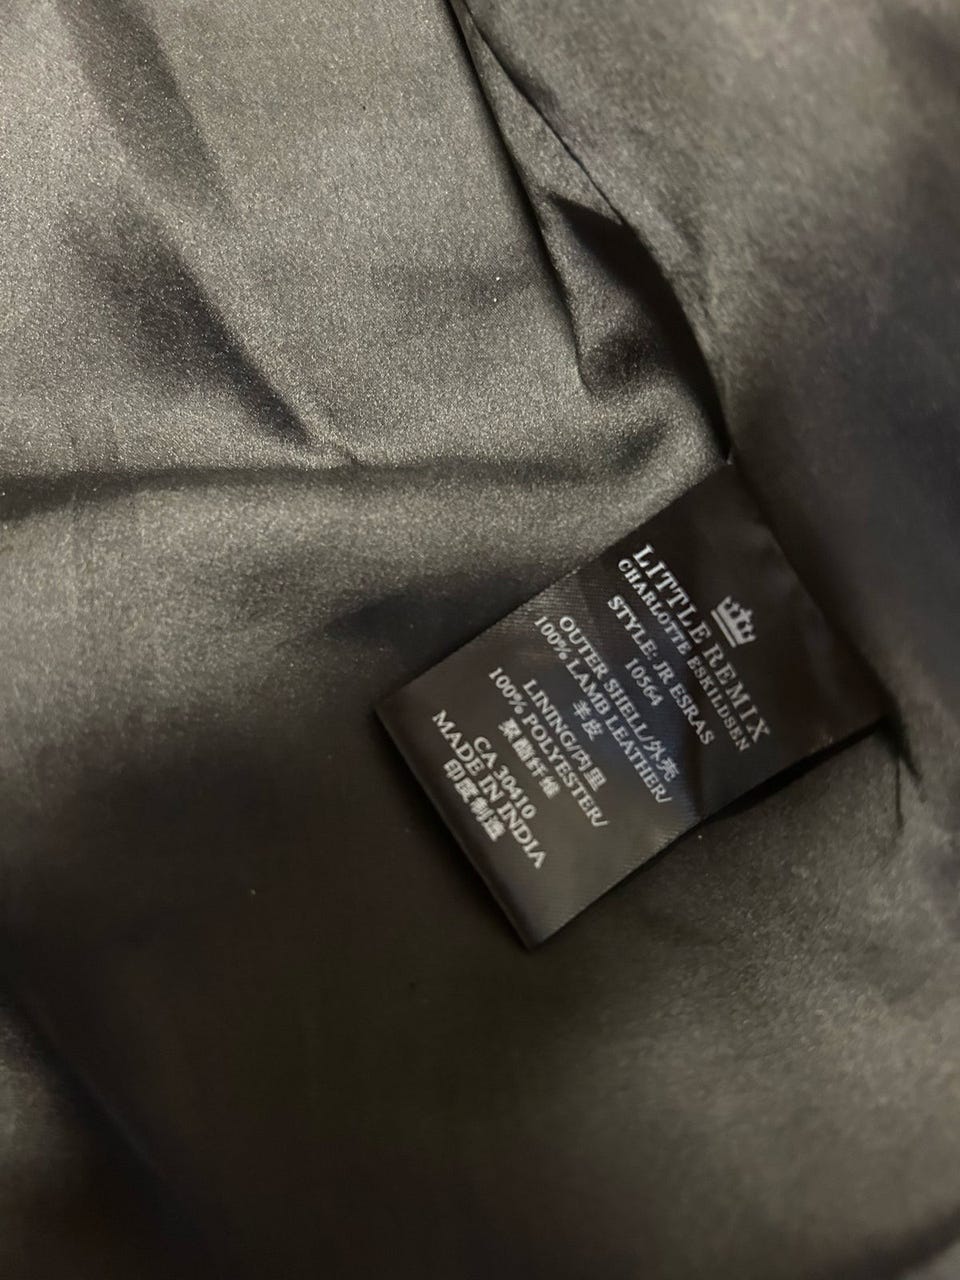 LITTLE REMIX
CHARLOTTE ESKILDSEN
STYLE: JR ESRAS
10564
OUTER SHELL/外壳
100% LAMB LEATHER/
羊皮
LINING/内里
100% POLYESTER/
聚酯纤维
CA 30410
MADE IN INDIA
印度制造